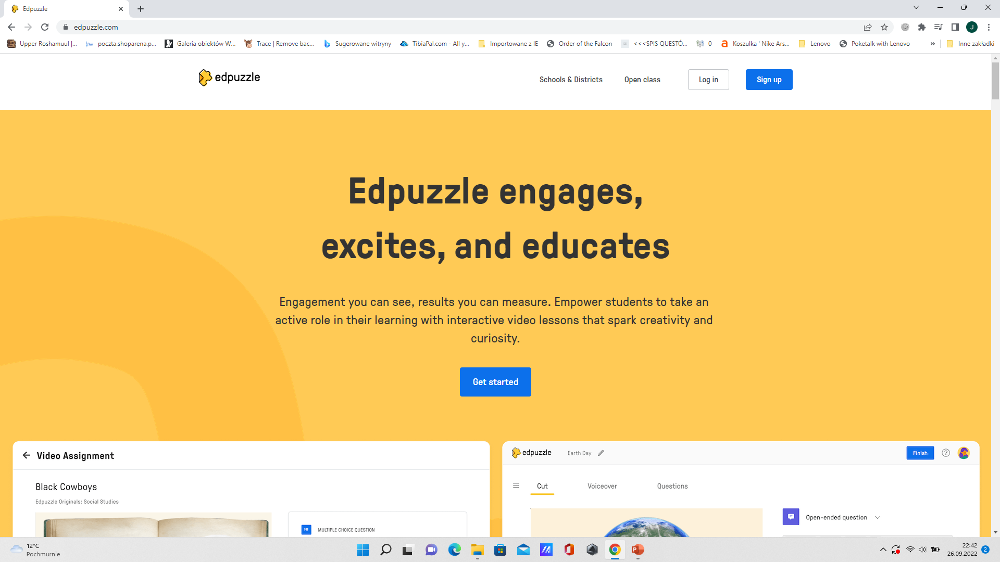 Edpuzzle
edpuzzle.com
J
Upper Roshamuul |...
poczta.shoparena.p...
Galeria obiektów W...
Trace | Remove bac...
Sugerowane witryny
TibiaPal.com - All y...
Importowane z IE
Order of the Falcon
<<<SPIS QUESTÓ...
0
Koszulka ' Nike Ars...
Lenovo
Poketalk with Lenovo
»
Inne zakładki
edpuzzle
Schools & Districts
Open class
Log in
Sign up
Edpuzzle engages,
excites, and educates
Engagement you can see, results you can measure. Empower students to take an
active role in their learning with interactive video lessons that spark creativity and
curiosity.
Get started
Video Assignment
Black Cowboys
Edpuzzle Originals: Social Studies
MULTIPLE CHOICE QUESTION
edpuzzle
Earth Day
Finish
?
Cut
Voiceover
Questions
Open-ended question
12°C
Pochmurnie
22:42
26.09.2022
2